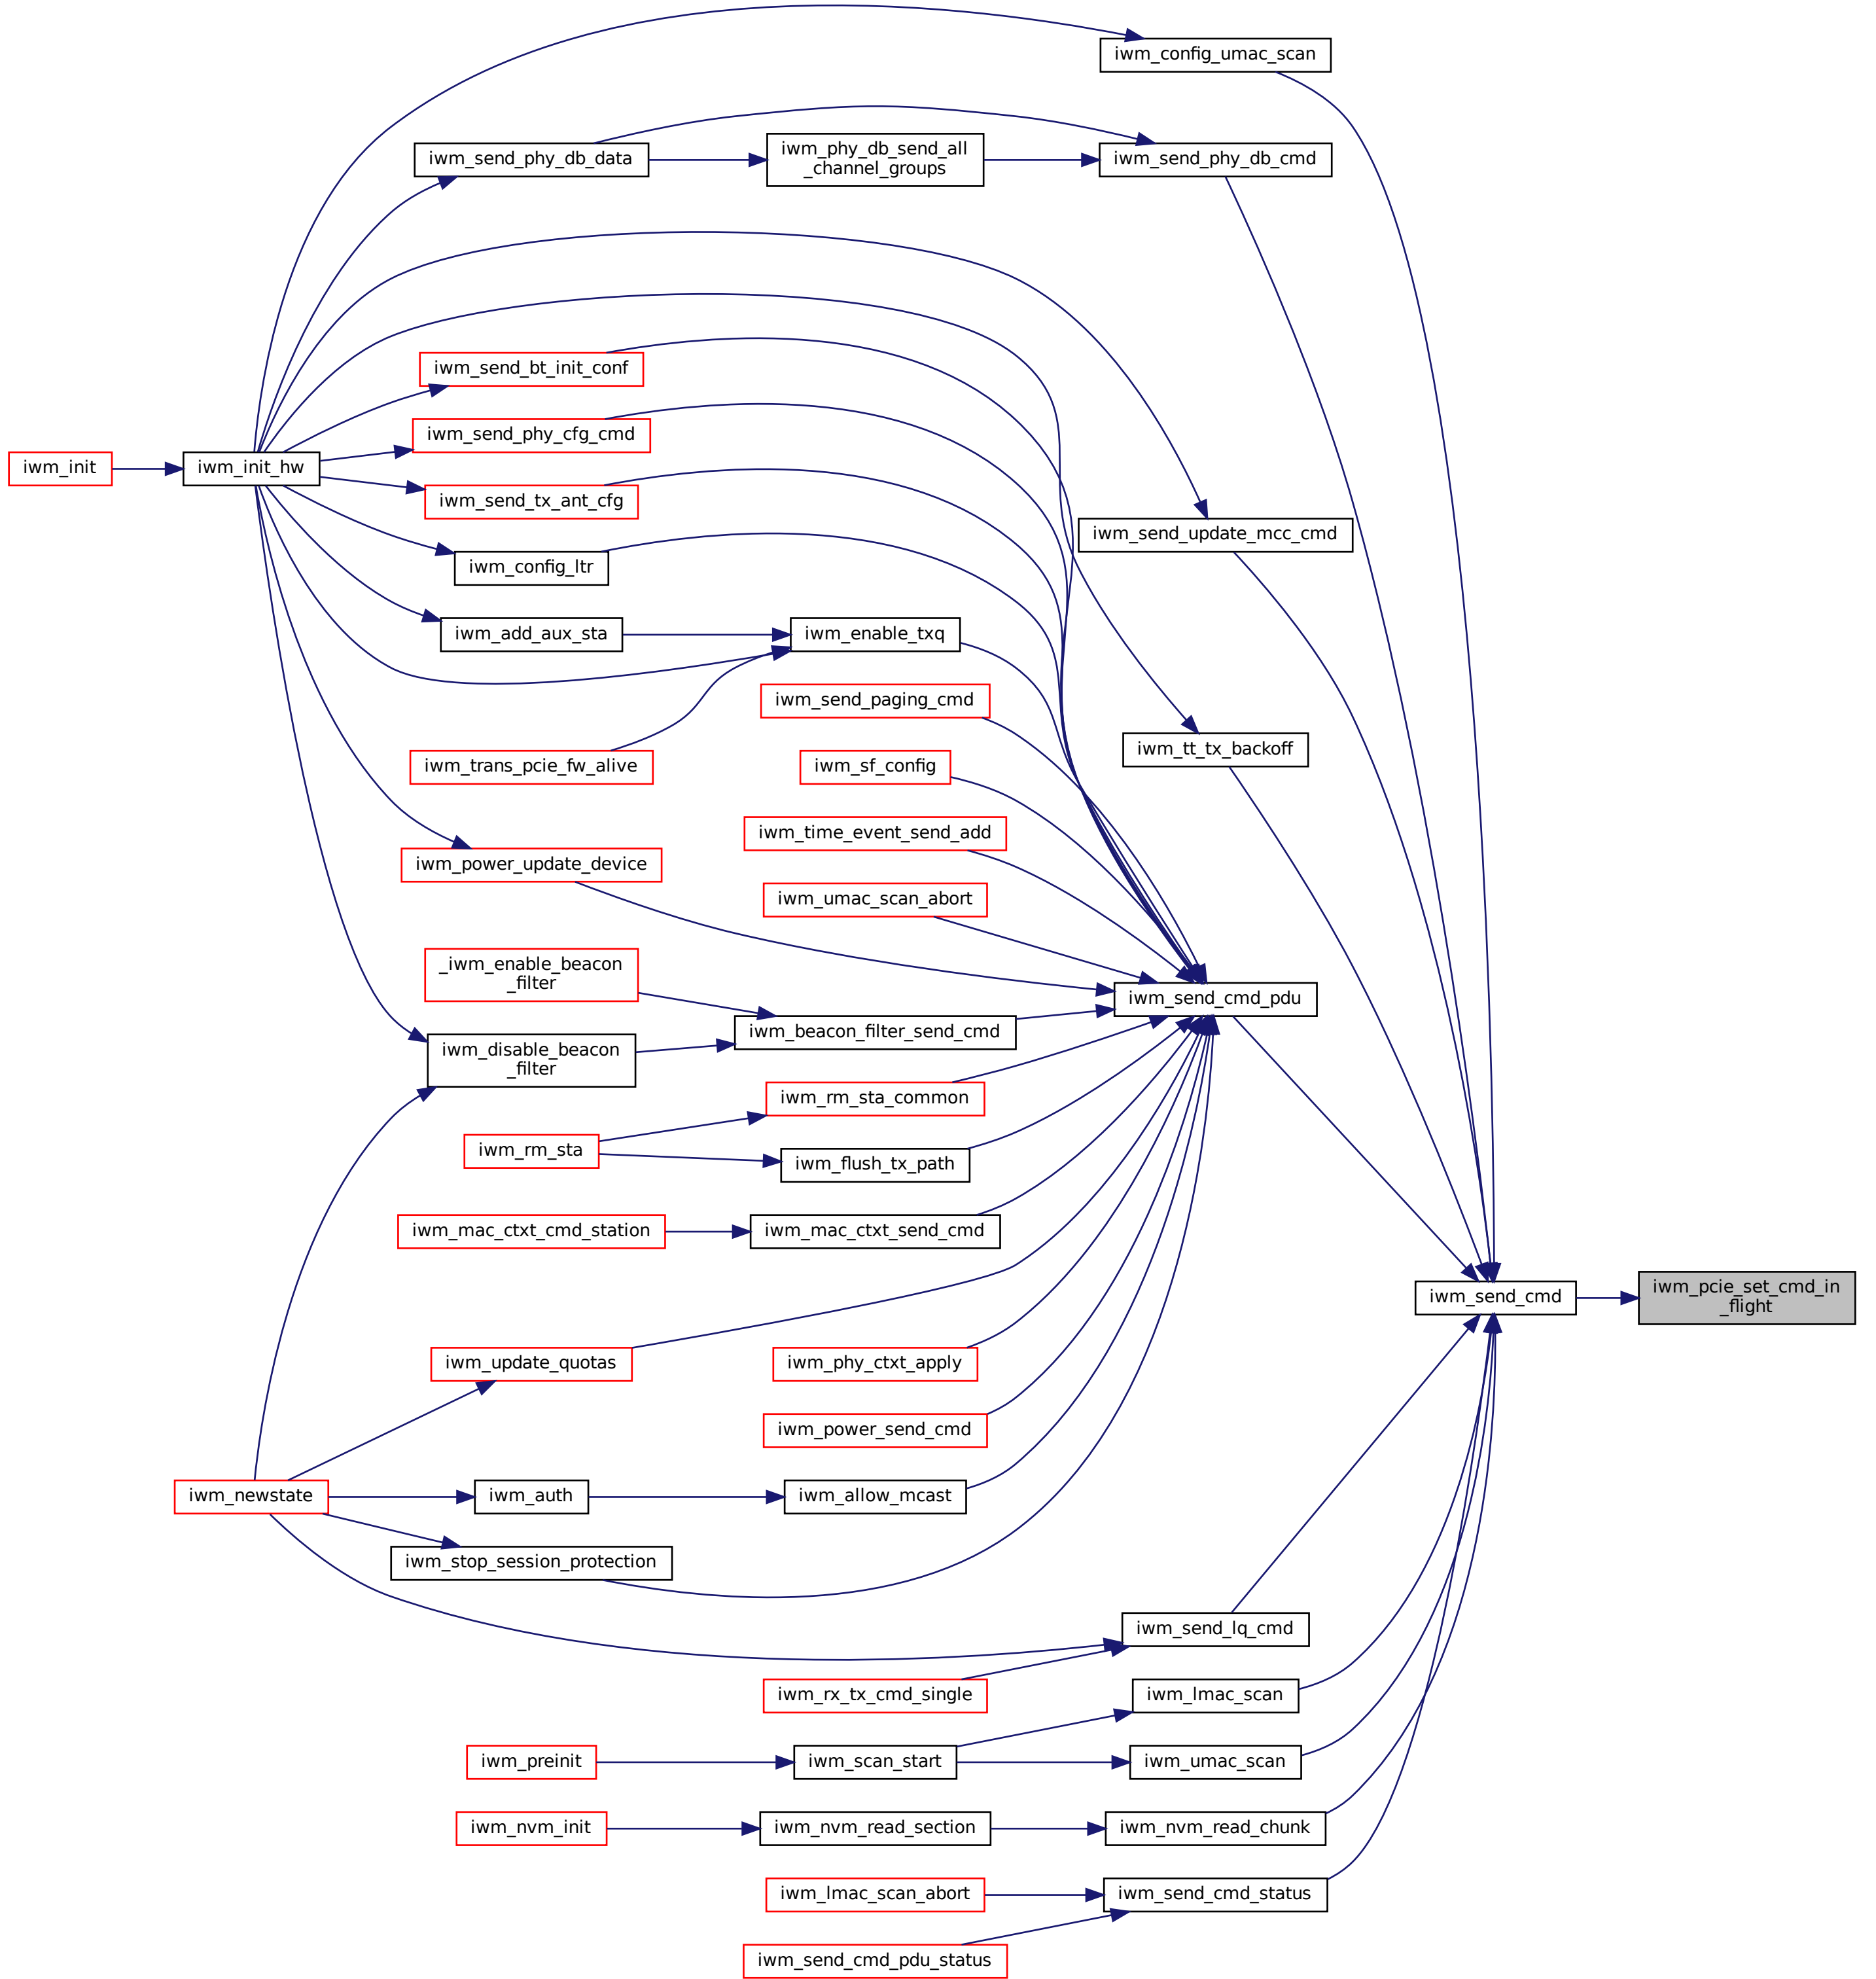 iwm_config_umac_scan
iwm_send_phy_db_data
iwm_phy_db_send_all
_channel_groups
iwm_send_phy_db_cmd
iwm_send_bt_init_conf
iwm_send_phy_cfg_cmd
iwm_init
iwm_init_hw
iwm_send_tx_ant_cfg
iwm_send_update_mcc_cmd
iwm_config_ltr
iwm_add_aux_sta
iwm_enable_txq
iwm_send_paging_cmd
iwm_tt_tx_backoff
iwm_trans_pcie_fw_alive
iwm_sf_config
iwm_time_event_send_add
iwm_power_update_device
iwm_umac_scan_abort
_iwm_enable_beacon
_filter
iwm_send_cmd_pdu
iwm_beacon_filter_send_cmd
iwm_disable_beacon
_filter
iwm_rm_sta_common
iwm_rm_sta
iwm_flush_tx_path
iwm_mac_ctxt_cmd_station
iwm_mac_ctxt_send_cmd
iwm_send_cmd
iwm_pcie_set_cmd_in
_flight
iwm_update_quotas
iwm_phy_ctxt_apply
iwm_power_send_cmd
iwm_newstate
iwm_auth
iwm_allow_mcast
iwm_stop_session_protection
iwm_send_lq_cmd
iwm_rx_tx_cmd_single
iwm_lmac_scan
iwm_preinit
iwm_scan_start
iwm_umac_scan
iwm_nvm_init
iwm_nvm_read_section
iwm_nvm_read_chunk
iwm_lmac_scan_abort
iwm_send_cmd_status
iwm_send_cmd_pdu_status